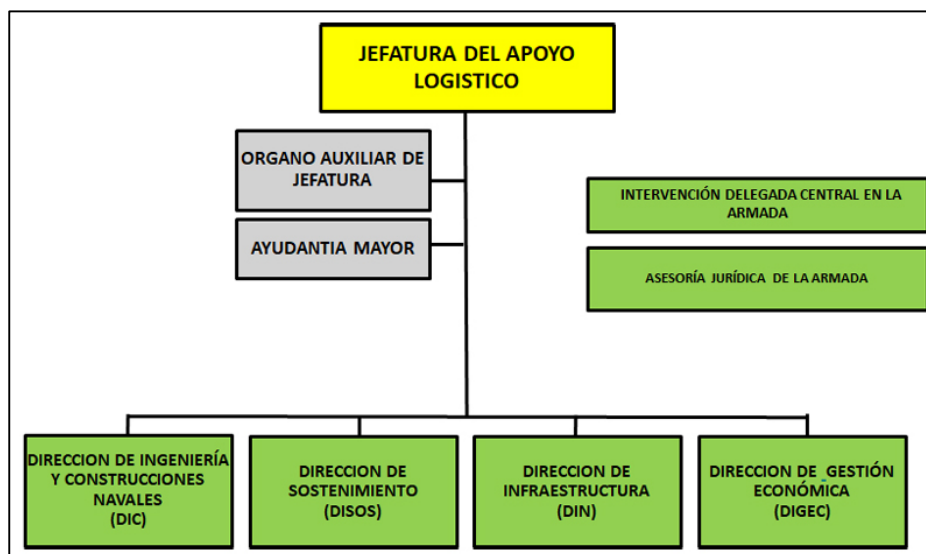 JEFATURA DEL APOYO
LOGISTICO
ORGANO AUXILIAR DE
JEFATURA
AYUDANTIA MAYOR
INTERVENCIÓN DELEGADA CENTRAL EN LA
ARMADA
ASESORÍA JURÍDICA DE LA ARMADA
DIRECCION DE INGENIERÍA
Y CONSTRUCCIONES
NAVALES
(DIC)
DIRECCION DE
SOSTENIMIENTO
(DISOS)
DIRECCION DE
INFRAESTRUCTURA
(DIN)
DIRECCION DE GESTIÓN
ECONÓMICA
(DIGEC)